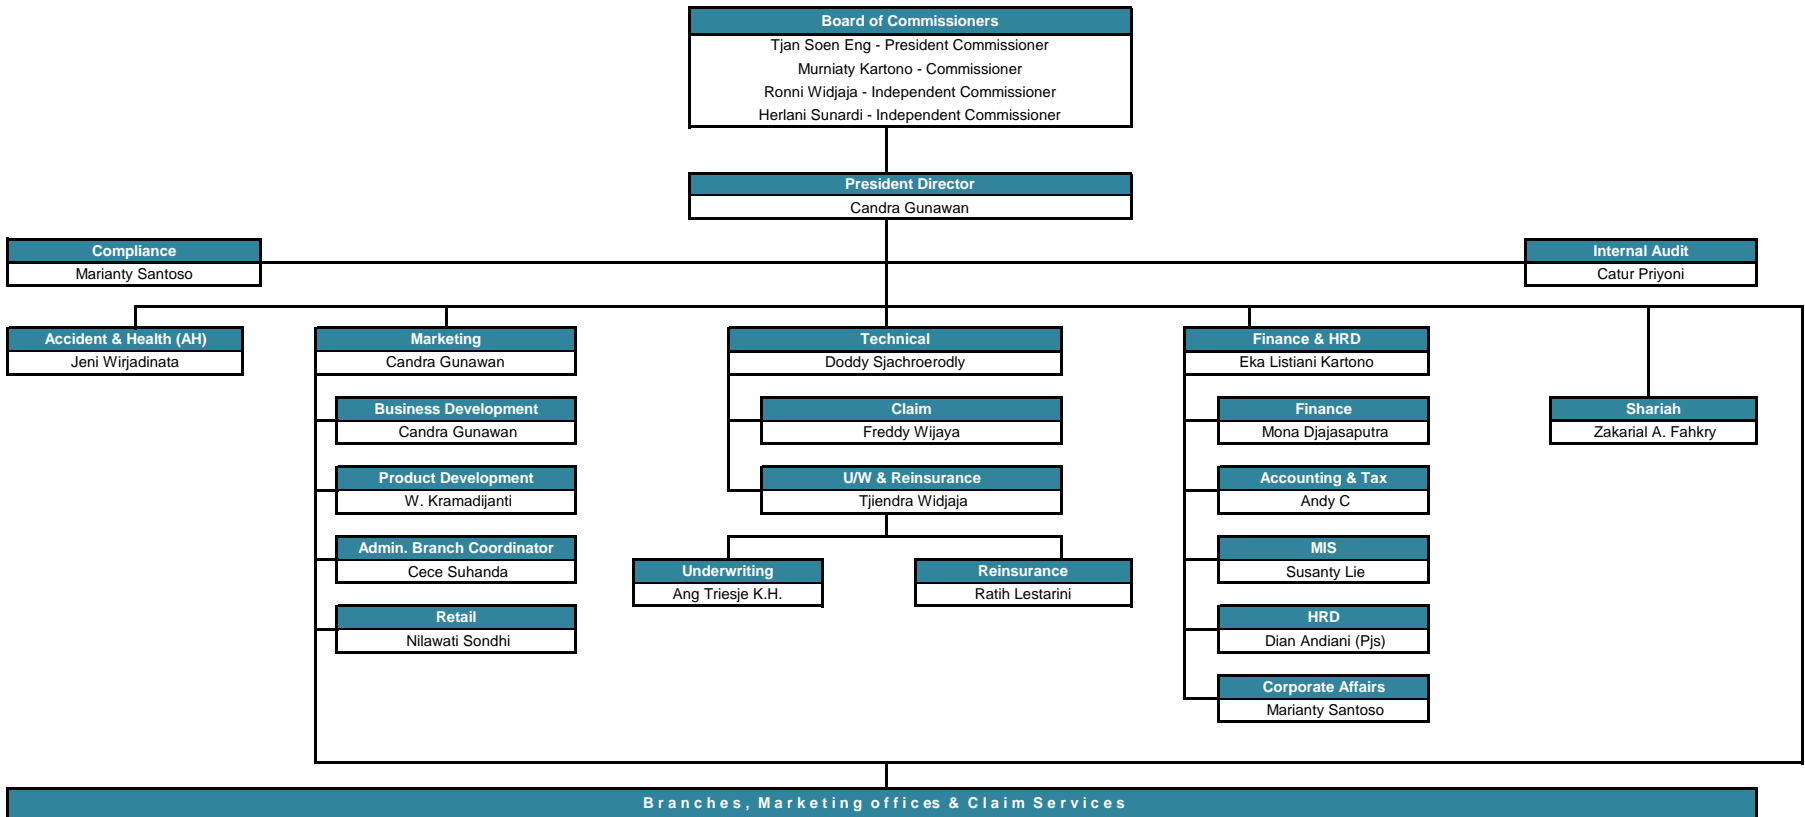 Board of Commissioners
Tjan Soen Eng - President Commissioner
Murniaty Kartono - Commissioner
Ronni Widjaja - Independent Commissioner
Herlani Sunardi - Independent Commissioner
President Director
Candra Gunawan
Compliance
Marianty Santoso
Internal Audit
Catur Priyoni
Accident & Health (AH)
Jeni Wirjadinata
Marketing
Candra Gunawan
Business Development
Candra Gunawan
Product Development
W. Kramadijanti
Admin. Branch Coordinator
Cece Suhanda
Retail
Nilawati Sondhi
Technical
Doddy Sjachroerodly
Claim
Freddy Wijaya
U/W & Reinsurance
Tjiendra Widjaja
Underwriting
Ang Triesje K.H.
Reinsurance
Ratih Lestarini
Finance & HRD
Eka Listiani Kartono
Finance
Mona Djajasaputra
Accounting & Tax
Andy C
MIS
Susanty Lie
HRD
Dian Andiani (Pjs)
Corporate Affairs
Marianty Santoso
Shariah
Zakarial A. Fahkry
Branches, Marketing offices & Claim Services